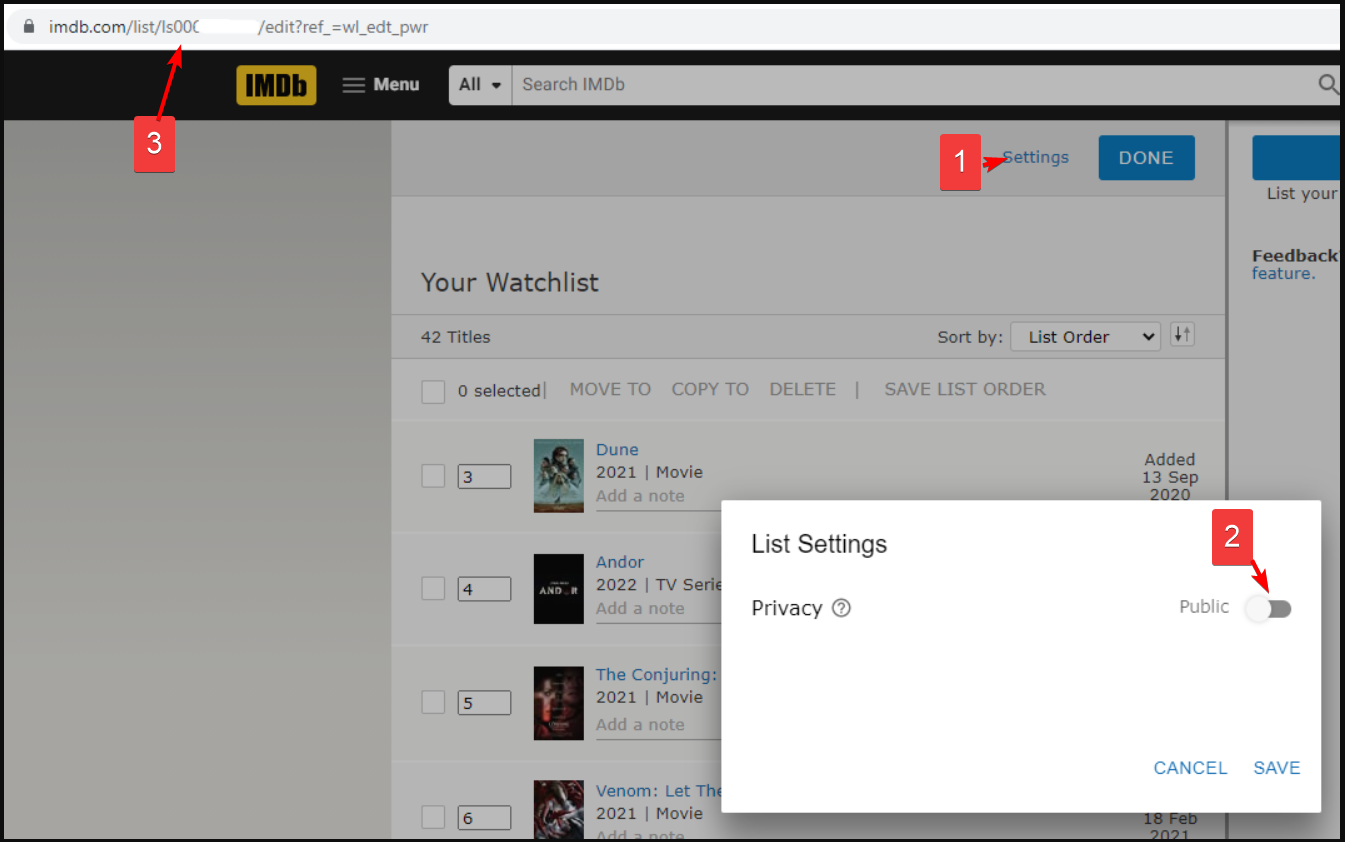 imdb.com/list/ls000 /edit?ref_=wl_edt_pwr
3
IMDb Menu All Search IMDb
1 Settings DONE
List your
Feedback
feature.
Your Watchlist
42 Titles Sort by: List Order
0 selected| MOVE TO COPY TO DELETE | SAVE LIST ORDER
3
Dune
2021 | Movie
Add a note
Added
13 Sep
2020
4
AND R
Andor
2022 | TV Serie
Add a note
5
The Conjuring:
2021 | Movie
Add a note
6
Venom: Let The
2021 | Movie
Add a note
18 Feb
2021
List Settings
2
Privacy ? Public
CANCEL SAVE